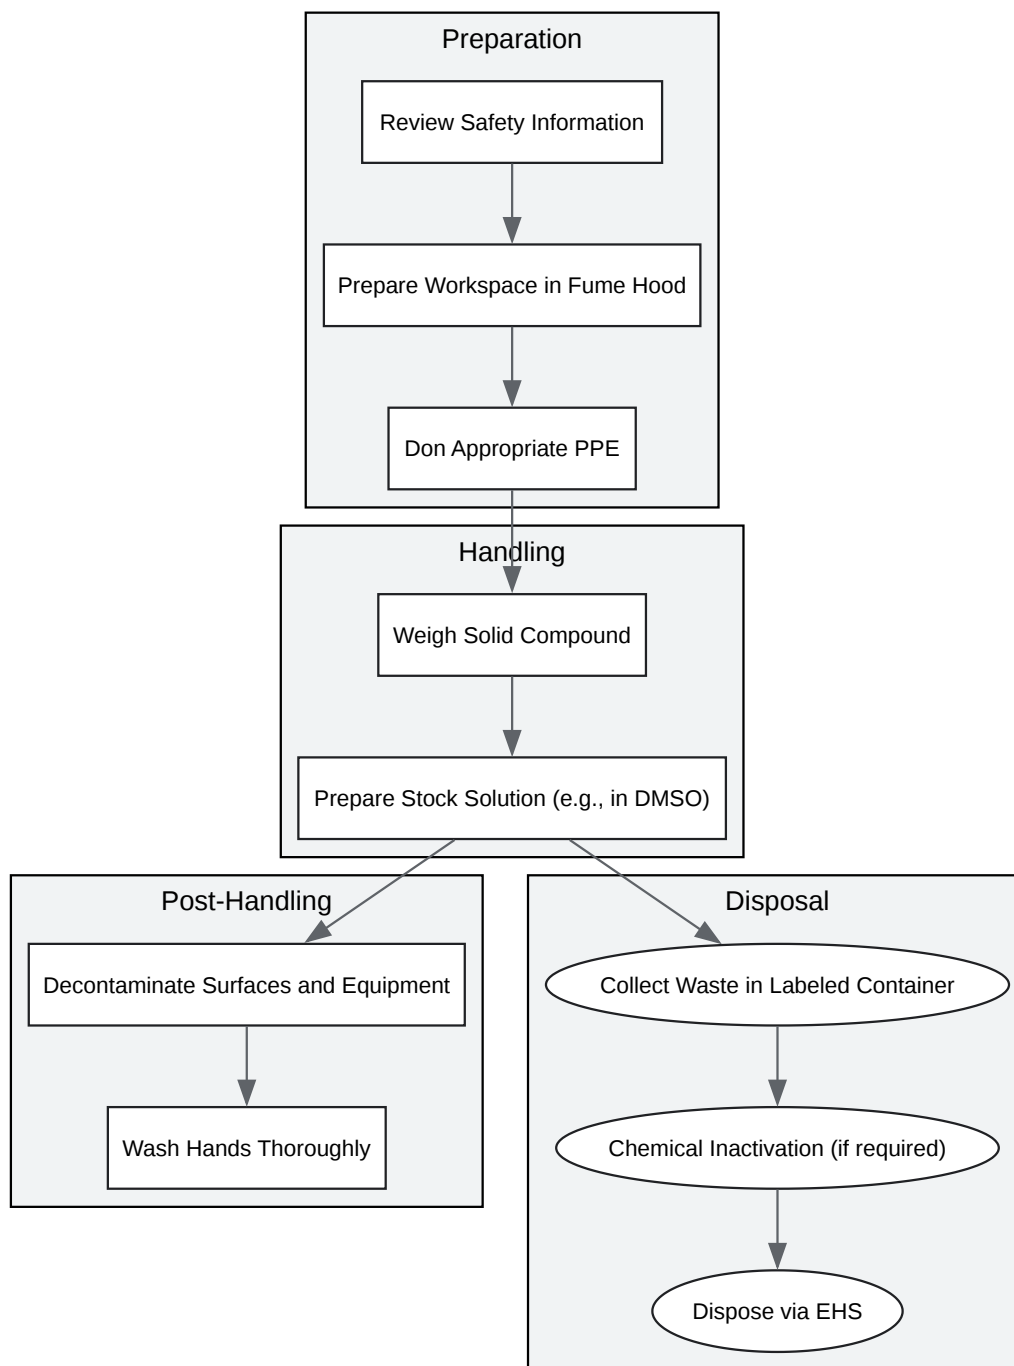 Preparation
Review Safety Information
Prepare Workspace in Fume Hood
Don Appropriate PPE
Handling
Weigh Solid Compound
Prepare Stock Solution (e.g., in DMSO)
Post-Handling
Decontaminate Surfaces and Equipment
Wash Hands Thoroughly
Disposal
Collect Waste in Labeled Container
Chemical Inactivation (if required)
Dispose via EHS